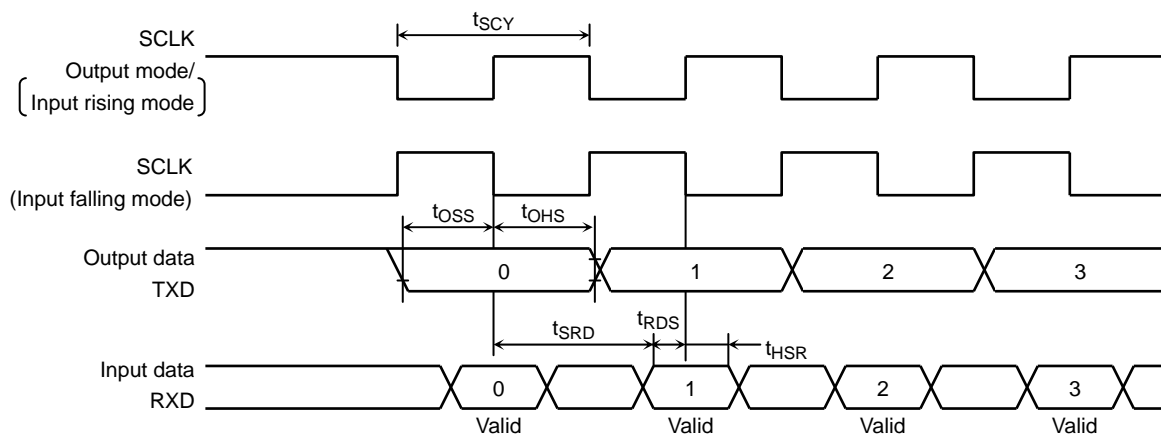 tSCY
SCLK
Output mode/
Input rising mode
SCLK
(Input falling mode)
tOSS
tOHS
Output data
TXD
0
1
2
3
tSRD
tRDS
tHSR
Input data
RXD
0
1
2
3
Valid
Valid
Valid
Valid